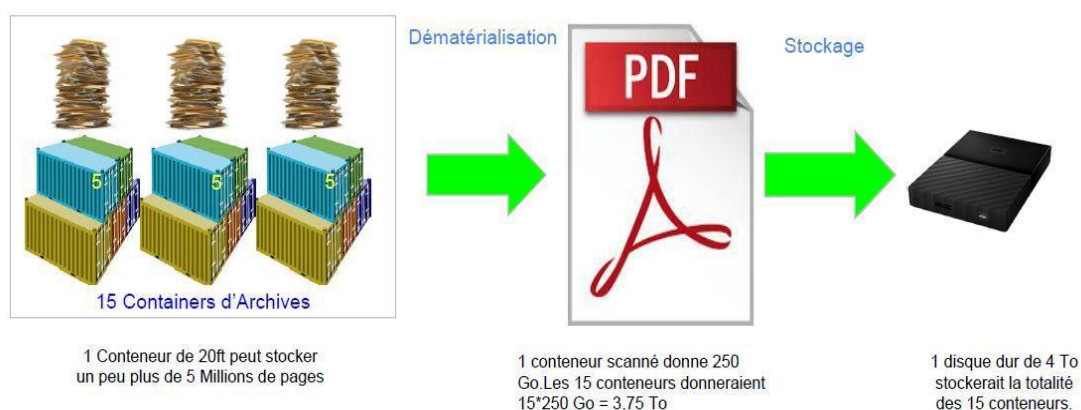 Dématérialisation
Stockage
PDF
5
5
5
15 Containers d'Archives
1 Conteneur de 20ft peut stocker
un peu plus de 5 Millions de pages
1 conteneur scanné donne 250
Go.Les 15 conteneurs donneraient
15*250 Go = 3.75 To
1 disque dur de 4 To
stockerait la totalité
des 15 conteneurs.